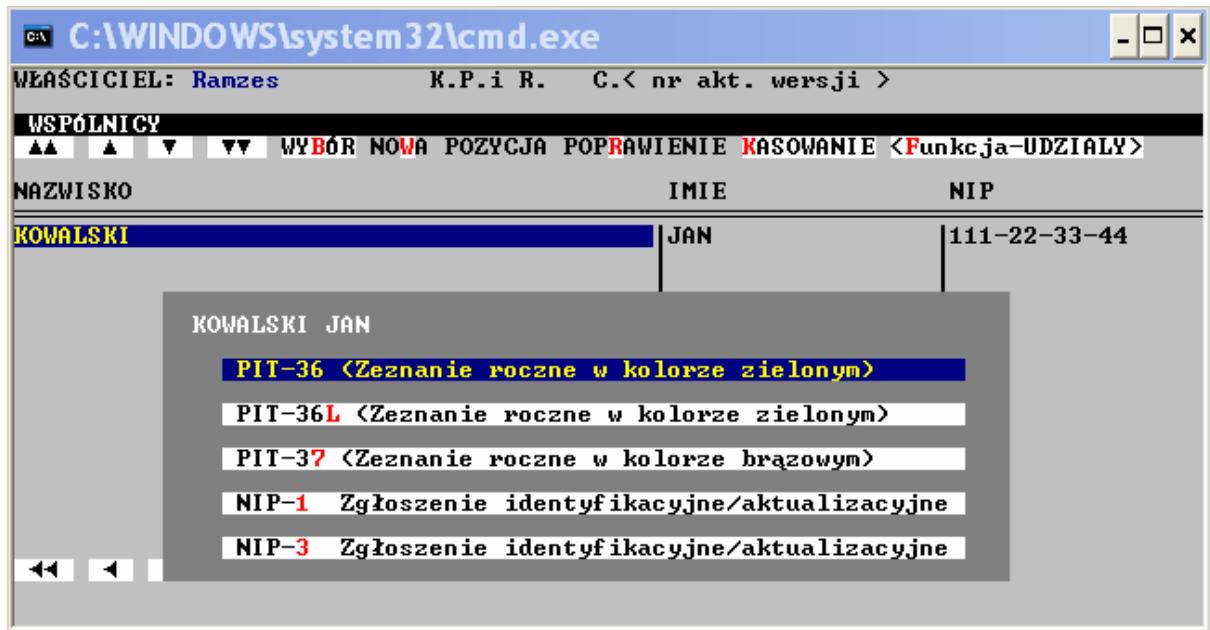 C:\WINDOWS\system32\cmd.exe
WŁAŚCICIEL: Ramzes K.P.i R. C.< nr akt. wersji >
WSPÓLNICY
WYBÓR NOWA POZYCJA POPRAWIENIE KASOWANIE <Funkcja-UDZIALY>
NAZWISKO IMIE NIP
KOWALSKI JAN 111-22-33-44
KOWALSKI JAN
PIT-36 (Zeznanie roczne w kolorze zielonym)
PIT-36L (Zeznanie roczne w kolorze zielonym)
PIT-37 (Zeznanie roczne w kolorze brązowym)
NIP-1 Zgłoszenie identyfikacyjne/aktualizacyjne
NIP-3 Zgłoszenie identyfikacyjne/aktualizacyjne